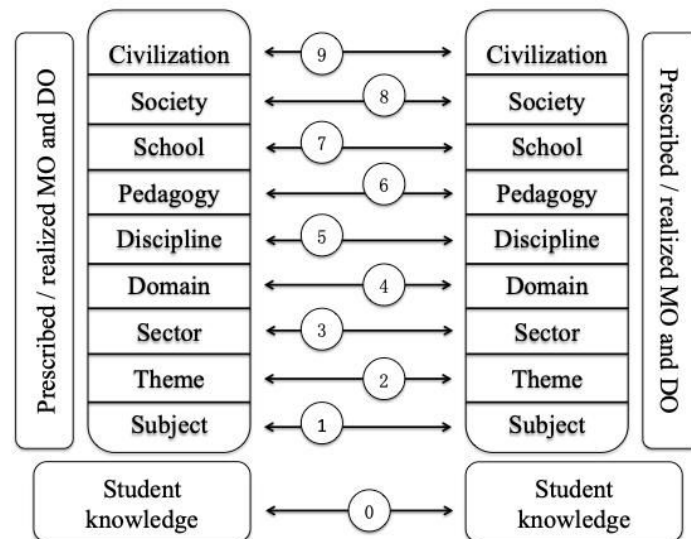 Prescribed / realized MO and DO
Civilization 9 Civilization
Society 8 Society
School 7 School
Pedagogy 6 Pedagogy
Discipline 5 Discipline
Domain 4 Domain
Sector 3 Sector
Theme 2 Theme
Subject 1 Subject
Prescribed / realized MO and DO
Student
knowledge
0
Student
knowledge